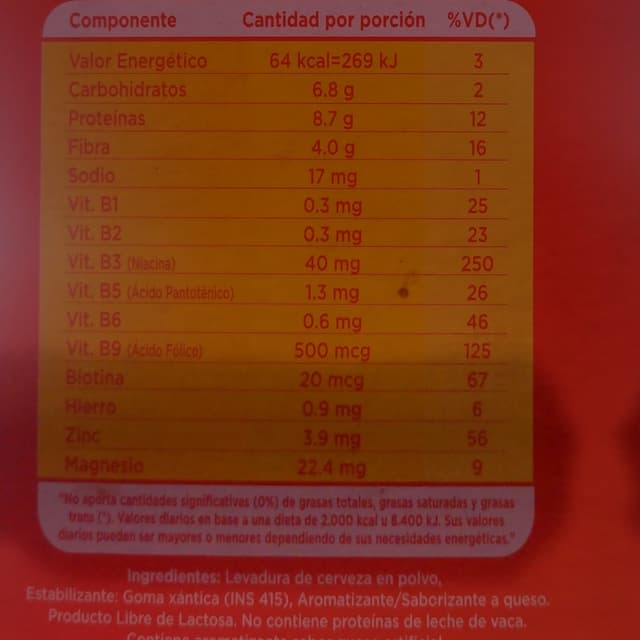 Componente Cantidad por porción %VD(*)
Valor Energético 64 kcal=269 kJ 3
Carbohidratos 6.8 g 2
Proteínas 8.7 g 12
Fibra 4.0 g 16
Sodio 17 mg 1
Vit. B1 0.3 mg 25
Vit. B2 0.3 mg 23
Vit. B3 (Niacina) 40 mg 250
Vit. B5 (Ácido Pantoténico) 1.3 mg 26
Vit. B6 0.6 mg 46
Vit. B9 (Ácido Fólico) 500 mcg 125
Biotina 20 mcg 67
Hierro 0.9 mg 6
Zinc 3.9 mg 56
Magnesio 22.4 mg 9
"No aporta cantidades significativas (0%) de grasas totales, grasas saturadas y grasas
trans (*). Valores diarios en base a una dieta de 2.000 kcal u 8.400 kJ. Sus valores
diarios pueden ser mayores o menores dependiendo de sus necesidades energéticas."
Ingredientes: Levadura de cerveza en polvo,
Estabilizante: Goma xántica (INS 415), Aromatizante/Saborizante a queso.
Producto Libre de Lactosa. No contiene proteínas de leche de vaca.
Contiene aromatizante